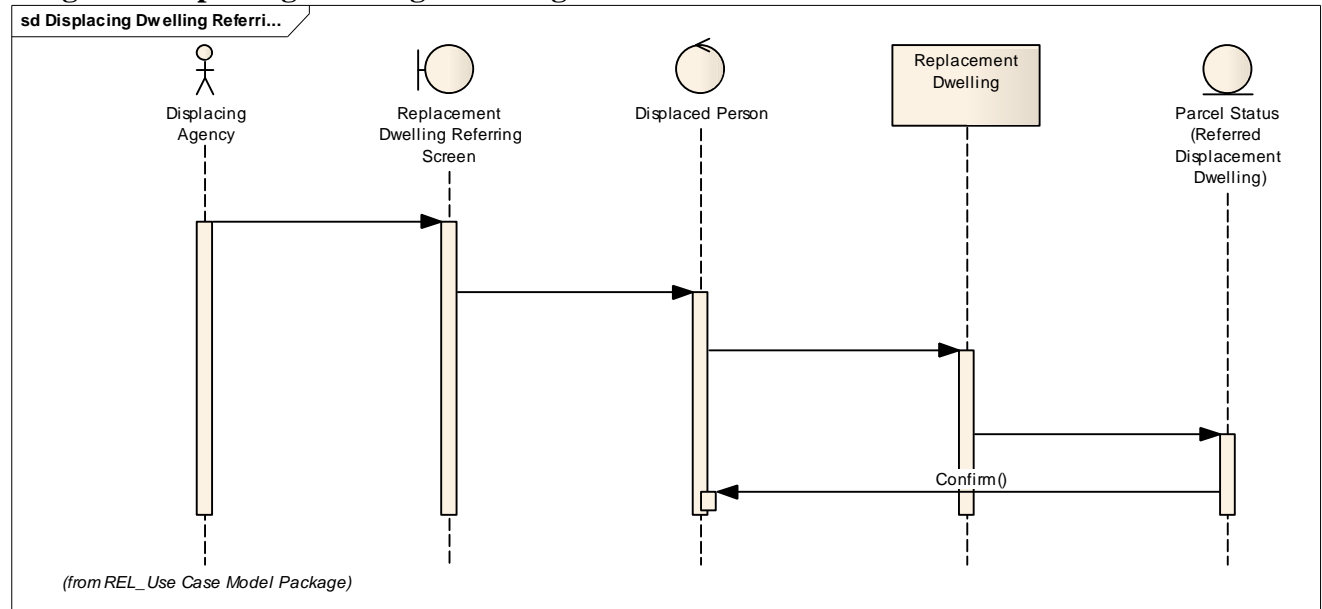 sd Displacing Dwelling Referri...
Displacing
Agency
Replacement
Dwelling Referring
Screen
Displaced Person
Replacement
Dwelling
Parcel Status
(Referred
Displacement
Dwelling)
Confirm()
(from REL_Use Case Model Package)